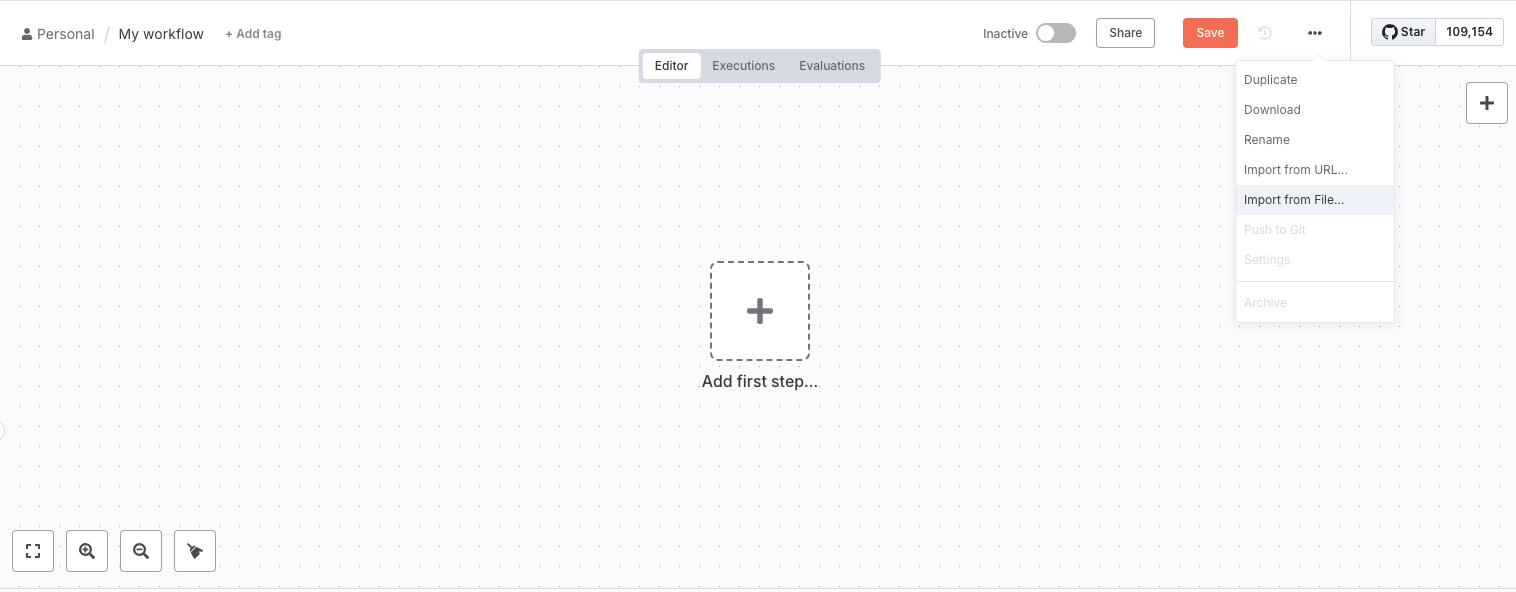 Personal / My workflow + Add tag
Inactive Share Save ••• Star 109,154
Editor Executions Evaluations
Duplicate
Download
Rename
Import from URL...
Import from File...
Push to Git
Settings
Archive
Add first step...